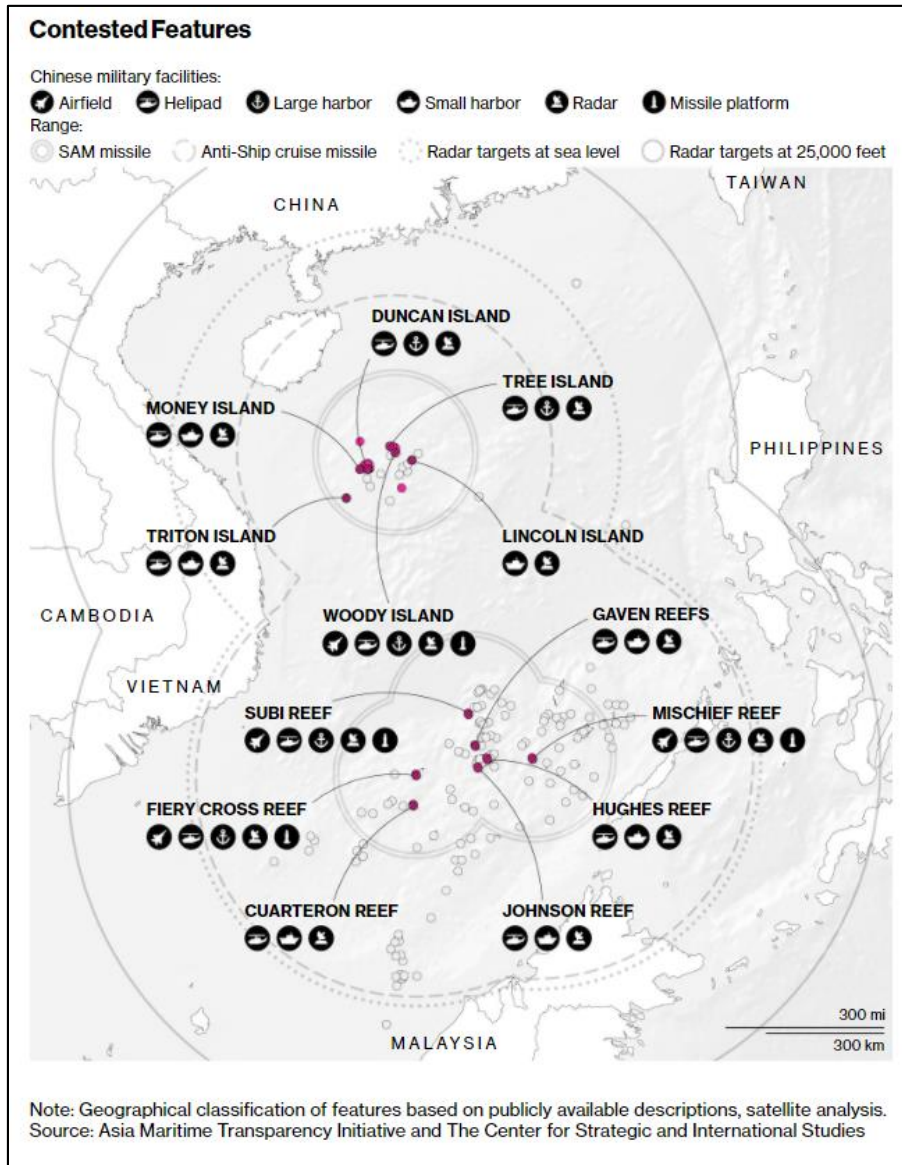 Contested Features
Chinese military facilities:
Airfield Helipad Large harbor Small harbor Radar Missile platform
Range:
SAM missile Anti-Ship cruise missile Radar targets at sea level Radar targets at 25,000 feet
TAIWAN
CHINA
DUNCAN ISLAND
TREE ISLAND
MONEY ISLAND
PHILIPPINES
TRITON ISLAND
LINCOLN ISLAND
CAMBODIA
WOODY ISLAND
GAVEN REEFS
VIETNAM
SUBI REEF
MISCHIEF REEF
FIERY CROSS REEF
HUGHES REEF
CUARTERON REEF
JOHNSON REEF
300 mi
300 km
MALAYSIA
Note: Geographical classification of features based on publicly available descriptions, satellite analysis.
Source: Asia Maritime Transparency Initiative and The Center for Strategic and International Studies